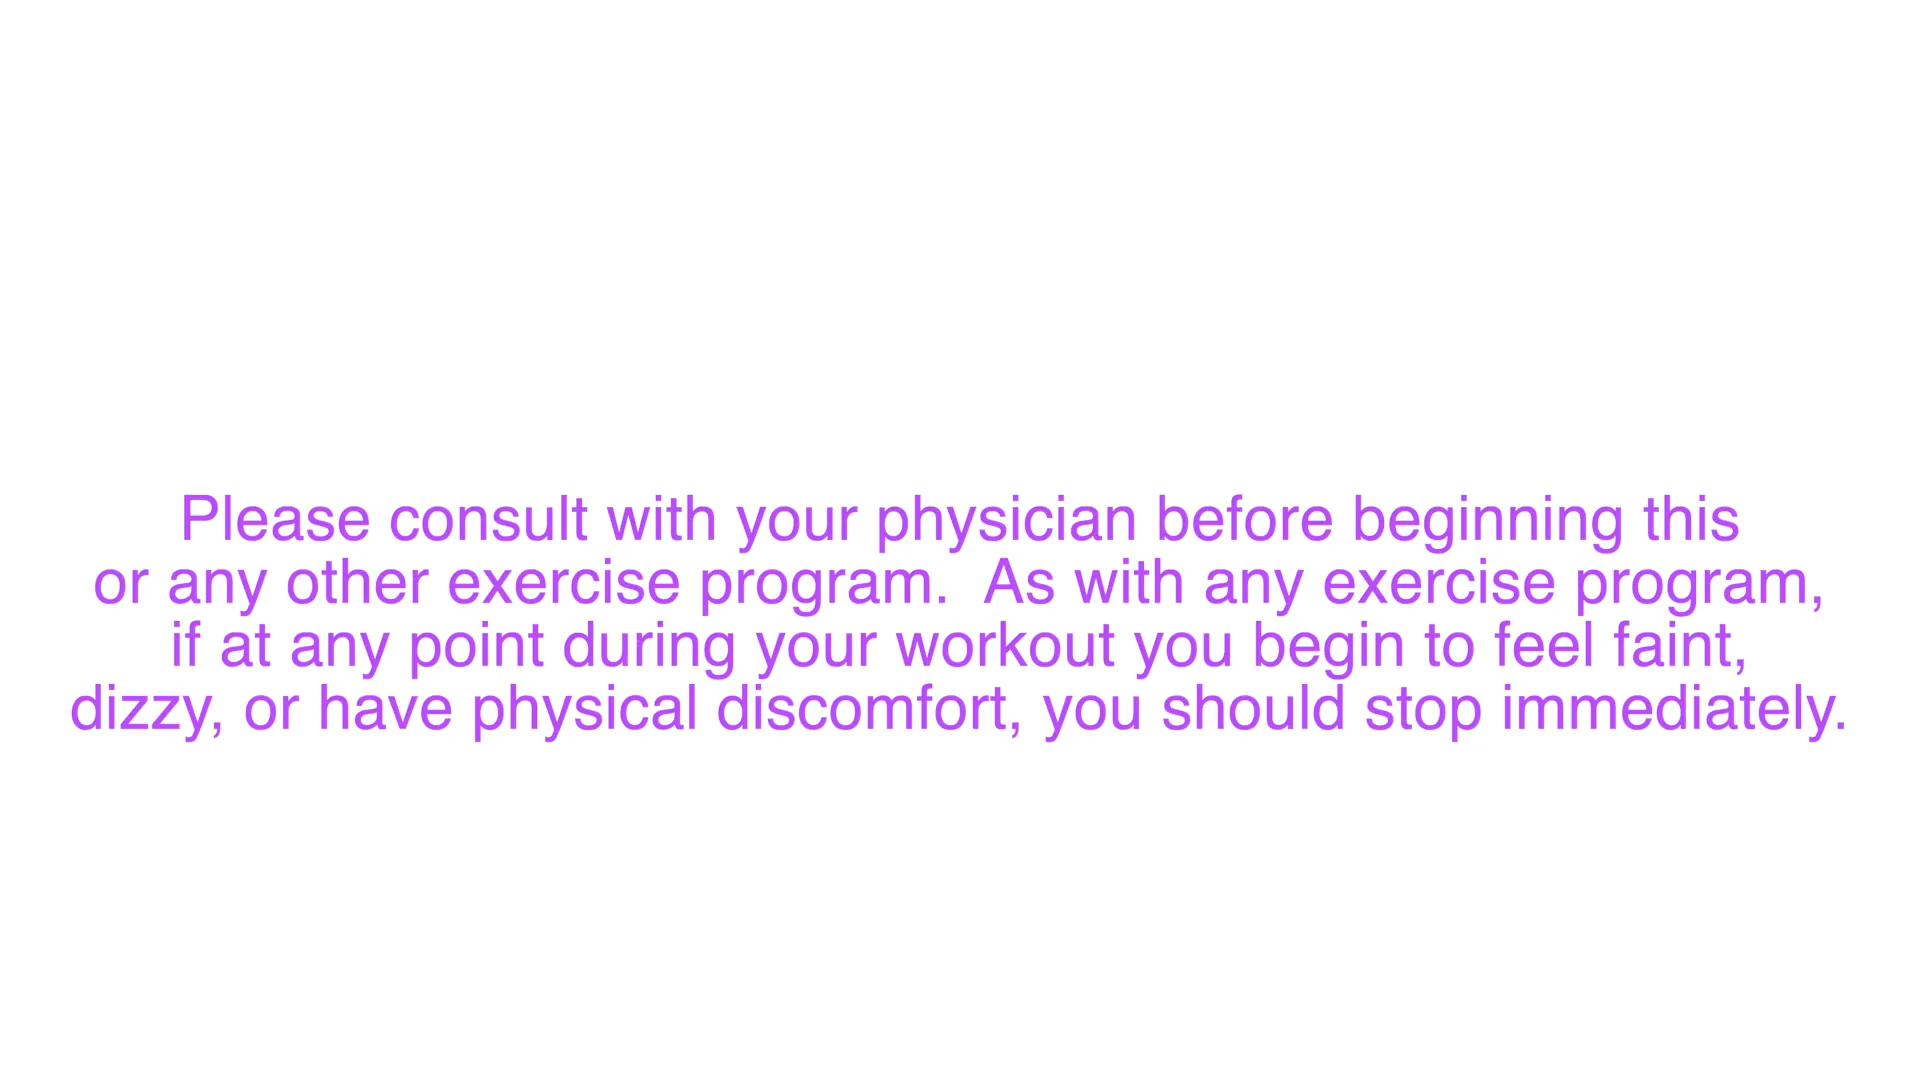 Please consult with your physician before beginning this
or any other exercise program.  As with any exercise program,
if at any point during your workout you begin to feel faint,
dizzy, or have physical discomfort, you should stop immediately.